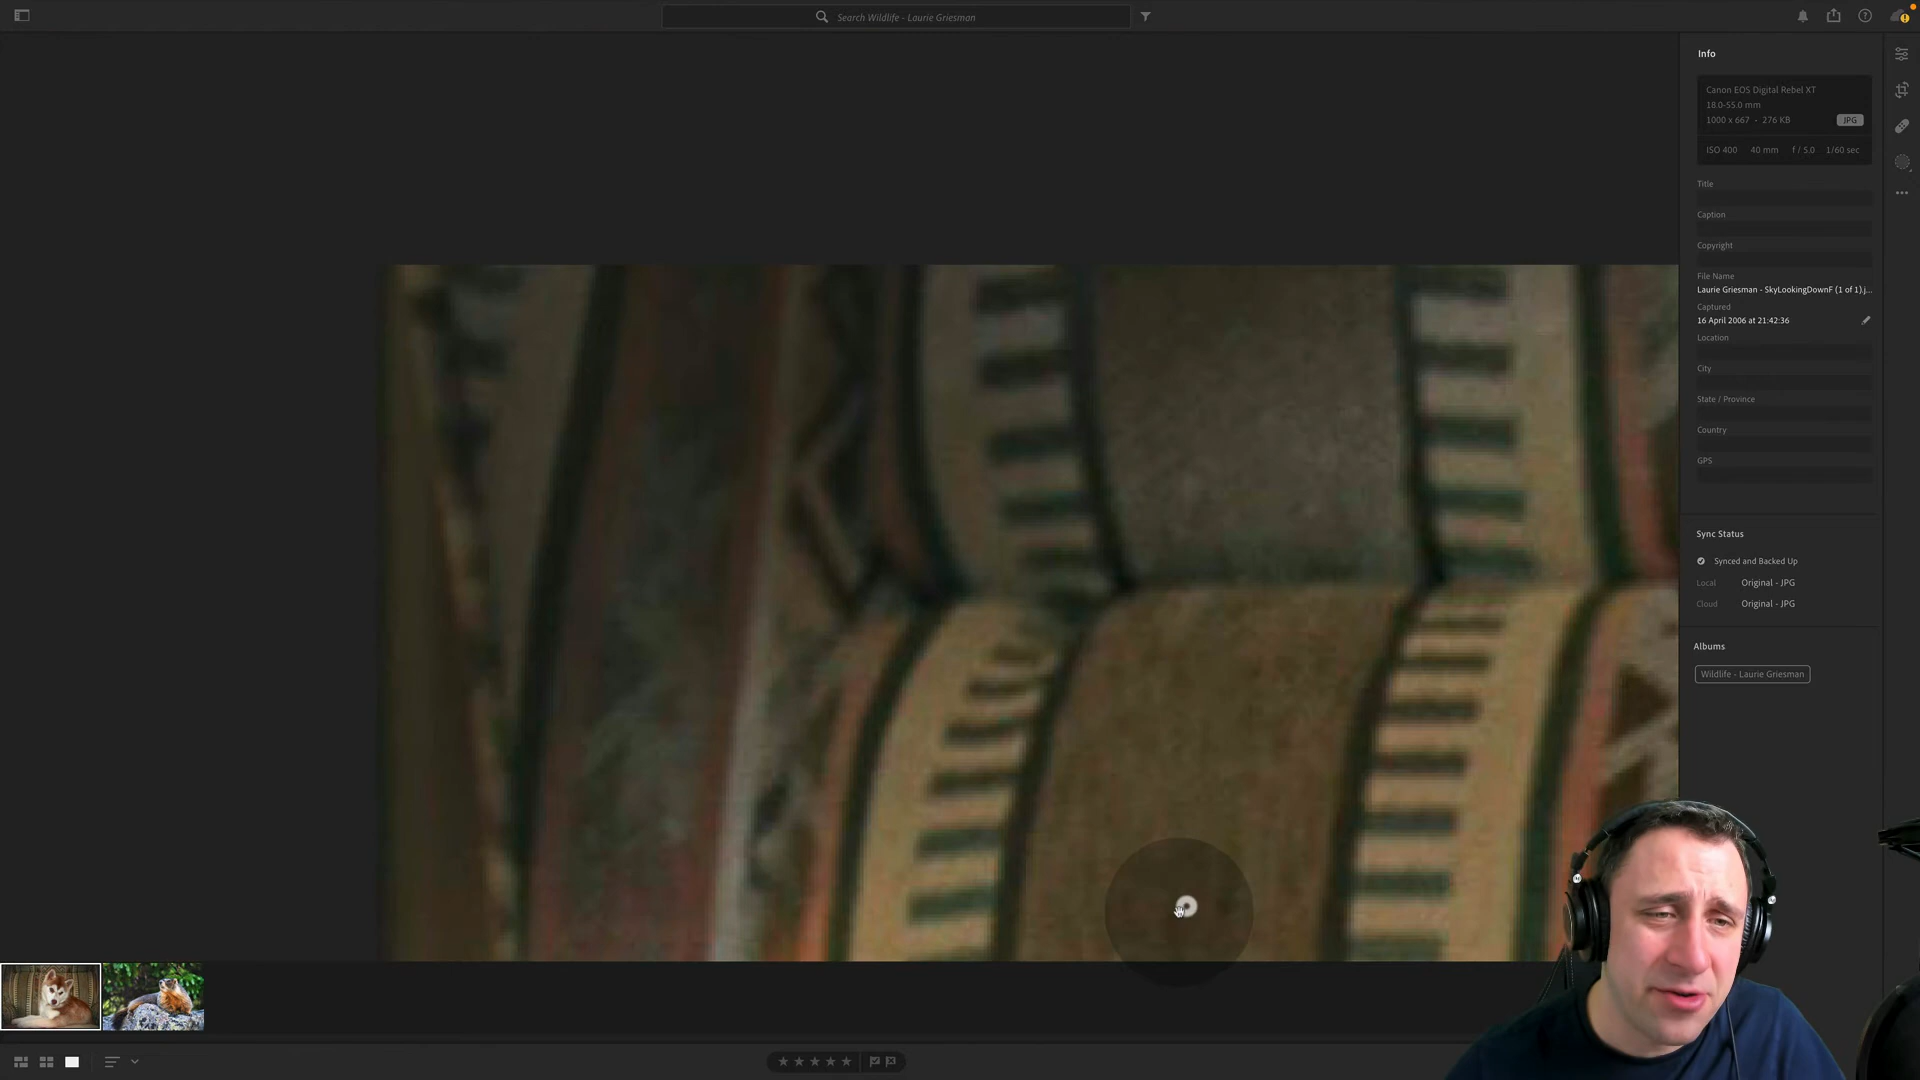 Search Wildlife - Laurie Griesman
Info
Canon EOS Digital Rebel XT
18.0-55.0 mm
1000 x 667 - 276 KB
JPG
ISO 400 40 mm f / 5.0 1/60 sec
Title
Caption
Copyright
File Name
Laurie Griesman - SkyLookingDownF (1 of 1).j...
Captured
16 April 2006 at 21:42:36
Location
City
State / Province
Country
GPS
Sync Status
Synced and Backed Up
Local Original - JPG
Cloud Original - JPG
Albums
Wildlife - Laurie Griesman